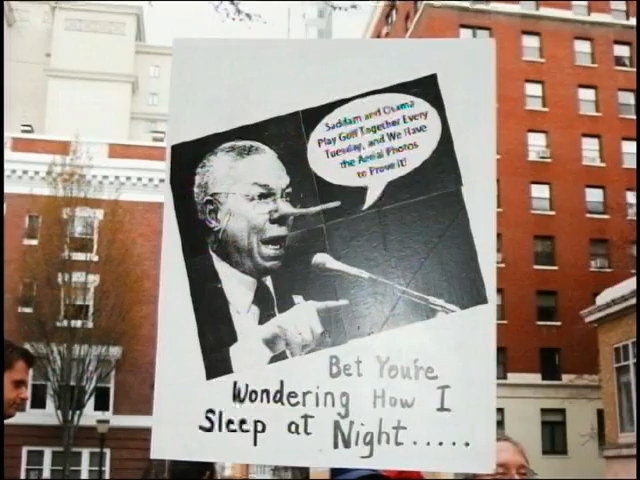 Saddam and Osama
Play Golf Together Every
Tuesday, and We Have
the Aerial Photos
to Prove it!
Bet You're
Wondering How I
Sleep at Night.....